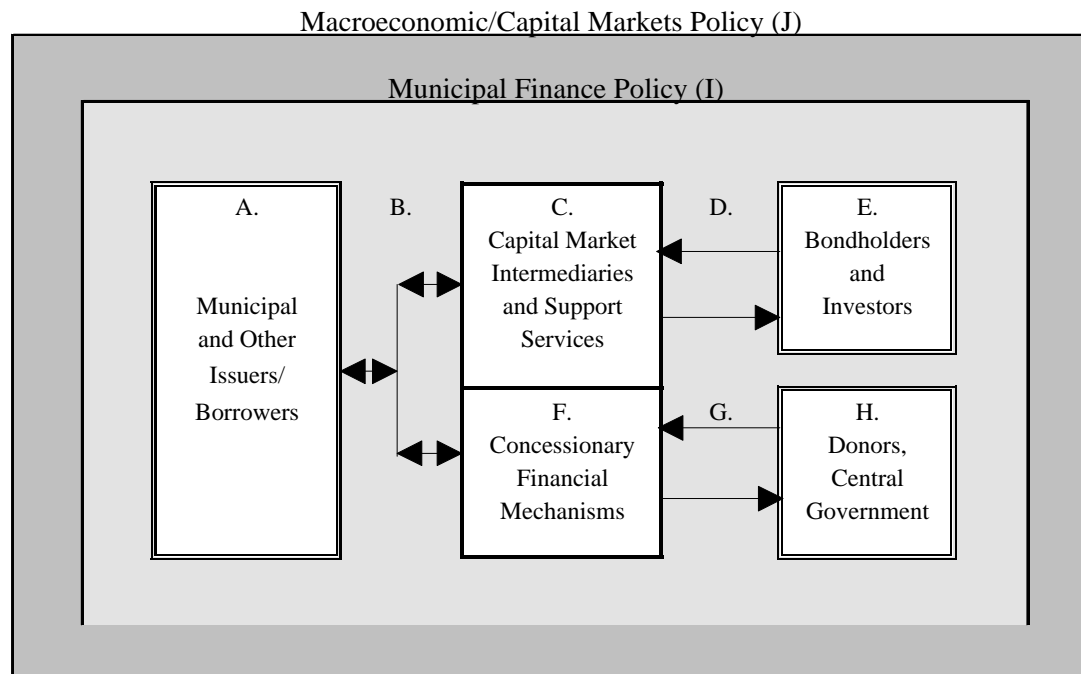 Macroeconomic/Capital Markets Policy (J)
Municipal Finance Policy (I)
A.
Municipal
and Other
Issuers/
Borrowers
B.
C.
Capital Market
Intermediaries
and Support
Services
D.
E.
Bondholders
and
Investors
F.
Concessionary
Financial
Mechanisms
G.
H.
Donors,
Central
Government